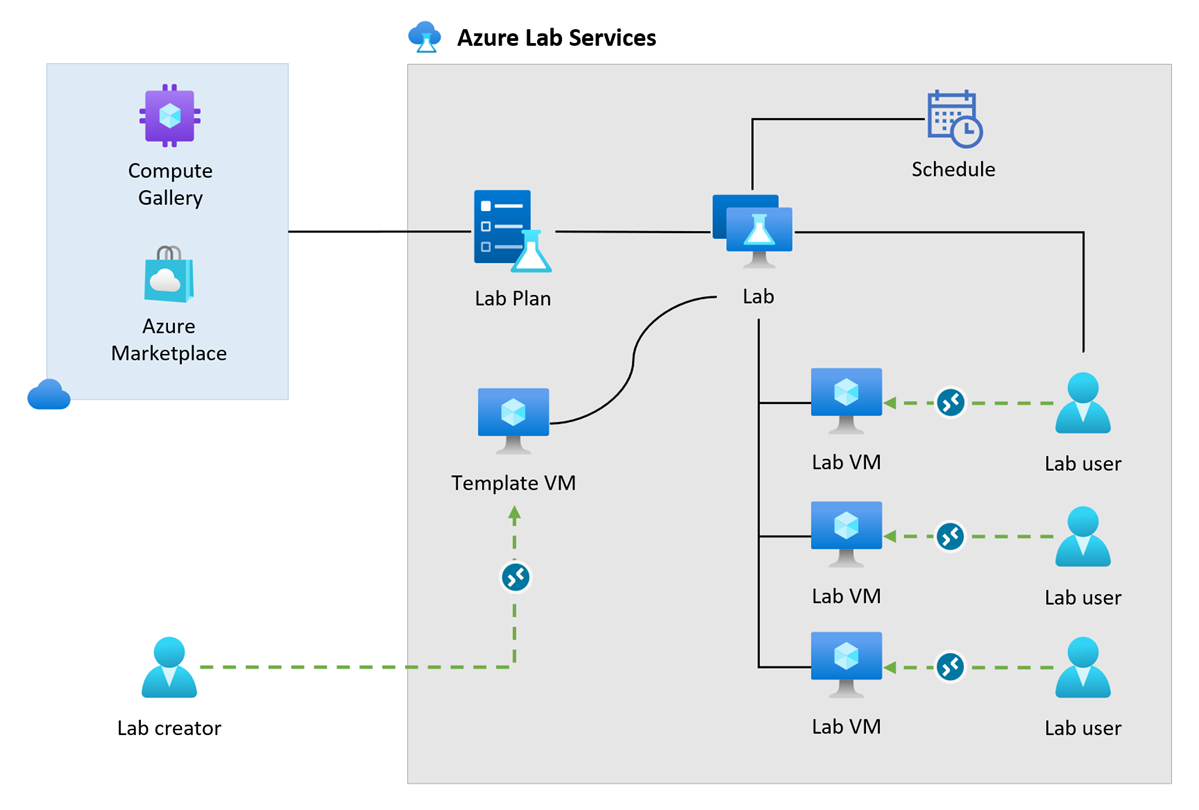 Azure Lab Services
Compute
Gallery
Azure
Marketplace
Schedule
Lab Plan
Lab
Template VM
Lab VM
Lab user
Lab VM
Lab user
Lab creator
Lab VM
Lab user